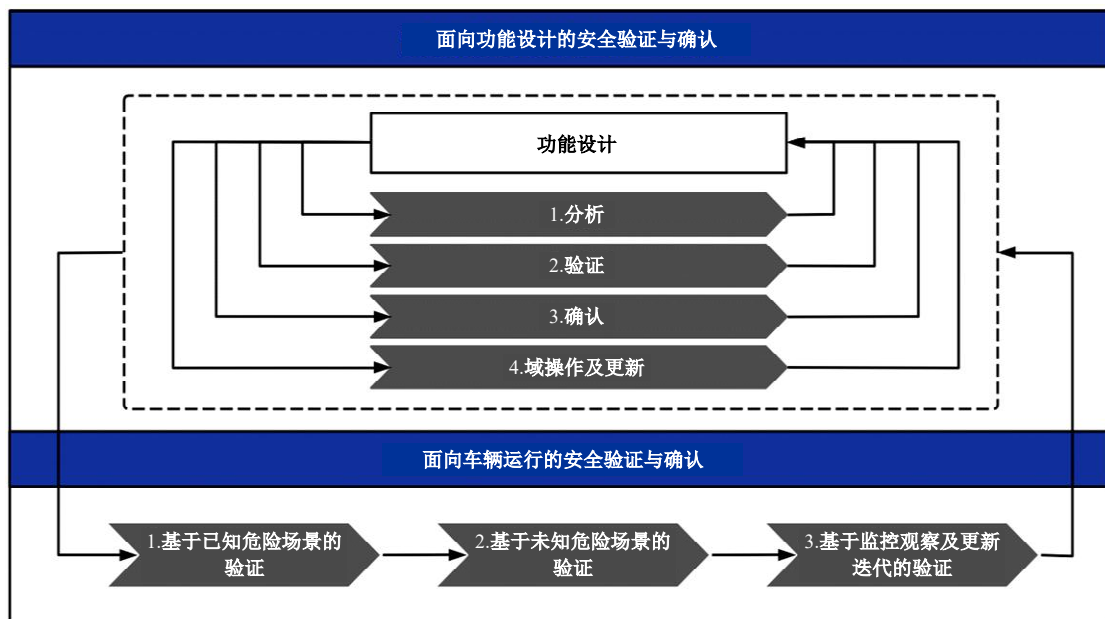 面向功能设计的安全验证与确认
功能设计
1.分析
2.验证
3.确认
4.域操作及更新
面向车辆运行的安全验证与确认
1.基于已知危险场景的
验证
2.基于未知危险场景的
验证
3.基于监控观察及更新
迭代的验证